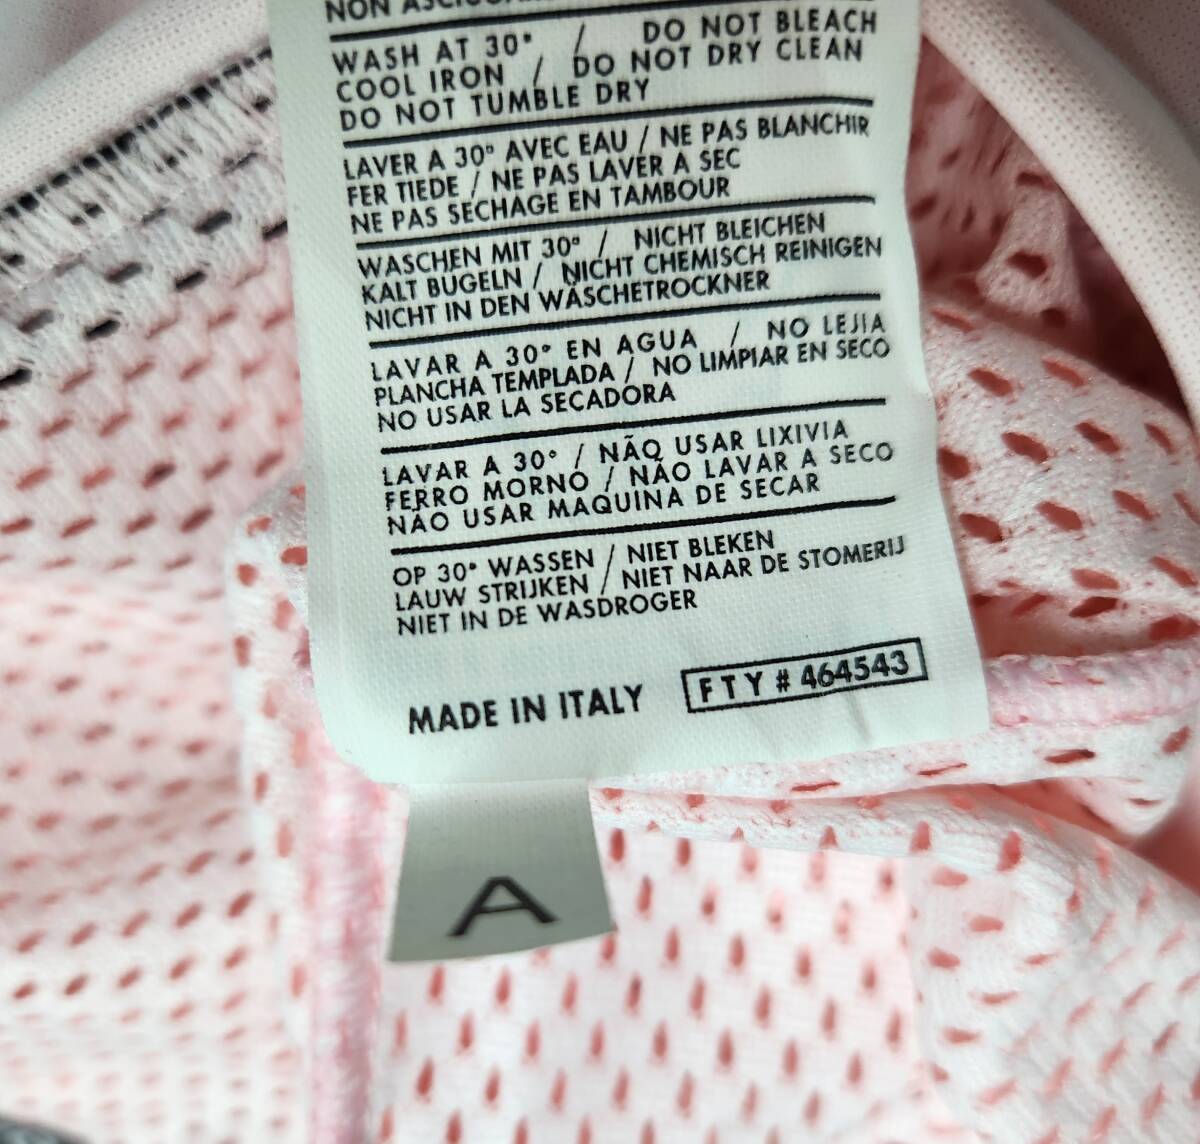 NON
WASH AT 30° / DO NOT BLEACH
COOL IRON / DO NOT DRY CLEAN
DO NOT TUMBLE DRY
LAVER A 30° AVEC EAU / NE PAS BLANCHIR
FER TIEDE / NE PAS LAVER A SEC
NE PAS SECHAGE EN TAMBOUR
WASCHEN MIT 30° / NICHT BLEICHEN
KALT BUGELN / NICHT CHEMISCH REINIGEN
NICHT IN DEN WÄSCHETROCKNER
LAVAR A 30° EN AGUA / NO LEJIA
PLANCHA TEMPLADA / NO LIMPIAR EN SECO
NO USAR LA SECADORA
LAVAR A 30° / NÃO USAR LIXIVIA
FERRO MORNO / NÃO LAVAR A SECO
NÃO USAR MAQUINA DE SECAR
OP 30° WASSEN / NIET BLEKEN
LAUW STRIJKEN / NIET NAAR DE STOMERIJ
NIET IN DE WASDROGER
MADE IN ITALY FTY # 464543
A